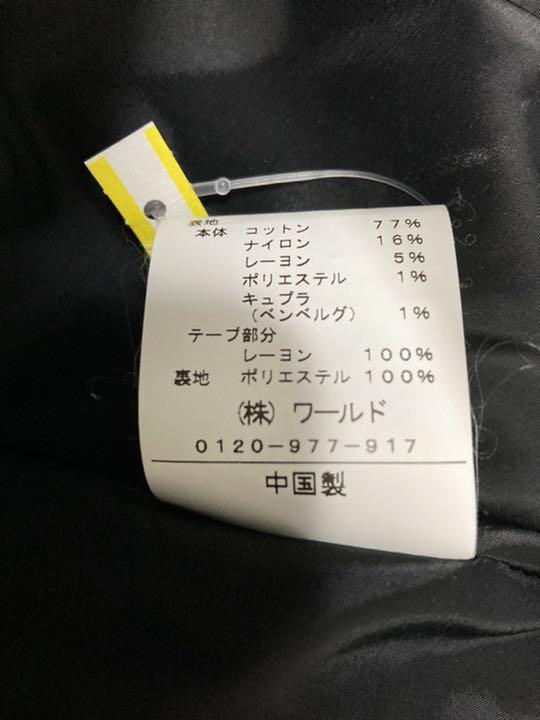 表地
本体 コットン 77%
ナイロン 16%
レーヨン 5%
ポリエステル 1%
キュプラ
(ベンベルグ) 1%
テープ部分
レーヨン 100%
裏地 ポリエステル 100%
(株) ワールド
0120-977-917
中国製